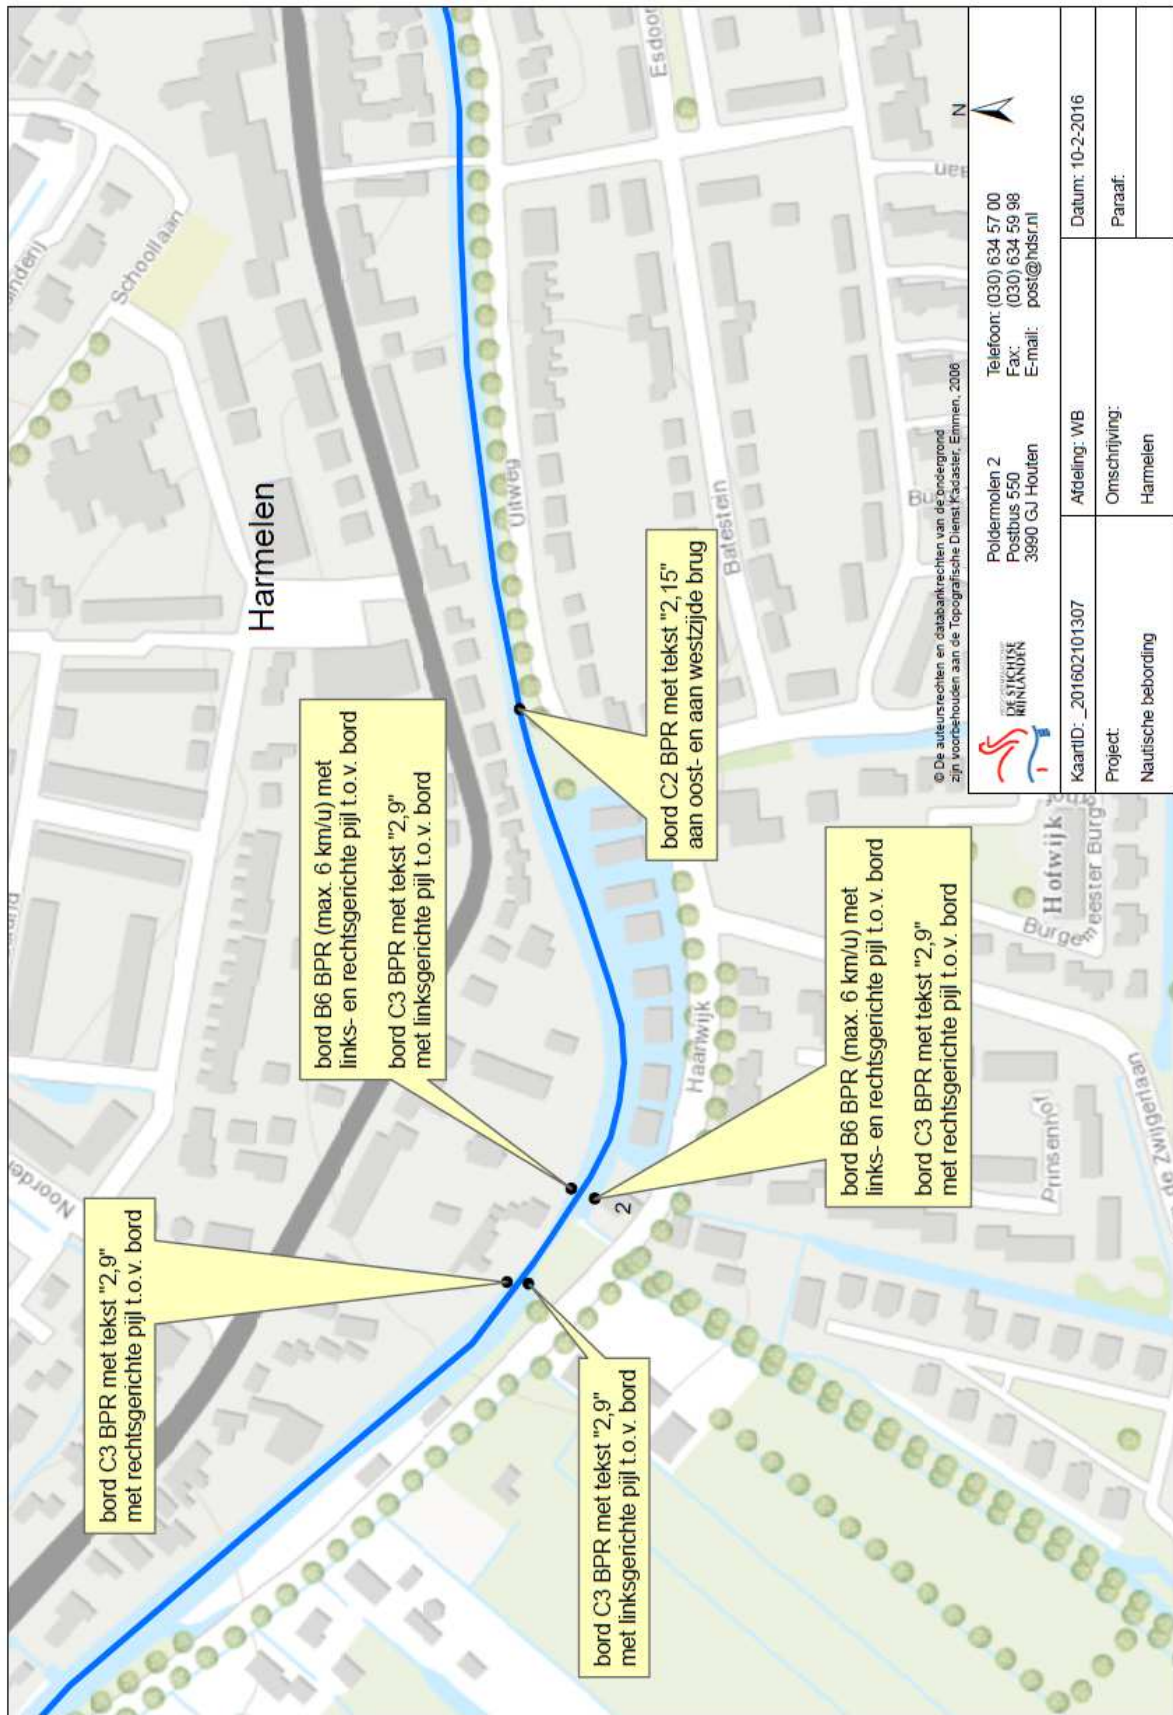 Harmelen
Schoollaan
Uitweg
Batestein
Haanwijk
Prinsenhof
Hofwijk
bord C3 BPR met tekst "2,9"
met rechtsgerichte pijl t.o.v. bord
bord B6 BPR (max. 6 km/u) met
links- en rechtsgerichte pijl t.o.v. bord
bord C3 BPR met tekst "2,9"
met linksgerichte pijl t.o.v. bord
bord C2 BPR met tekst "2,15"
aan oost- en aan westzijde brug
bord C3 BPR met tekst "2,9"
met linksgerichte pijl t.o.v. bord
2
bord B6 BPR (max. 6 km/u) met
links- en rechtsgerichte pijl t.o.v. bord
bord C3 BPR met tekst "2,9"
met rechtsgerichte pijl t.o.v. bord
Noorder
Esdoor
inderij
Burgemeester Burg
de Zwijgerlaan
© De auteursrechten en databankrechten van de ondergrond
zijn voorbehouden aan de Topografische Dienst Kadaster, Emmen, 2006
N
DE STICHTSE
RIJNLANDEN
Poldermolen 2
Postbus 550
3990 GJ Houten
Telefoon: (030) 634 57 00
Fax: (030) 634 59 98
E-mail: post@hdsr.nl
KaartID: _201602101307
Afdeling: WB
Datum: 10-2-2016
Project:
Omschrijving:
Paraaf:
Nautische bebording
Harmelen